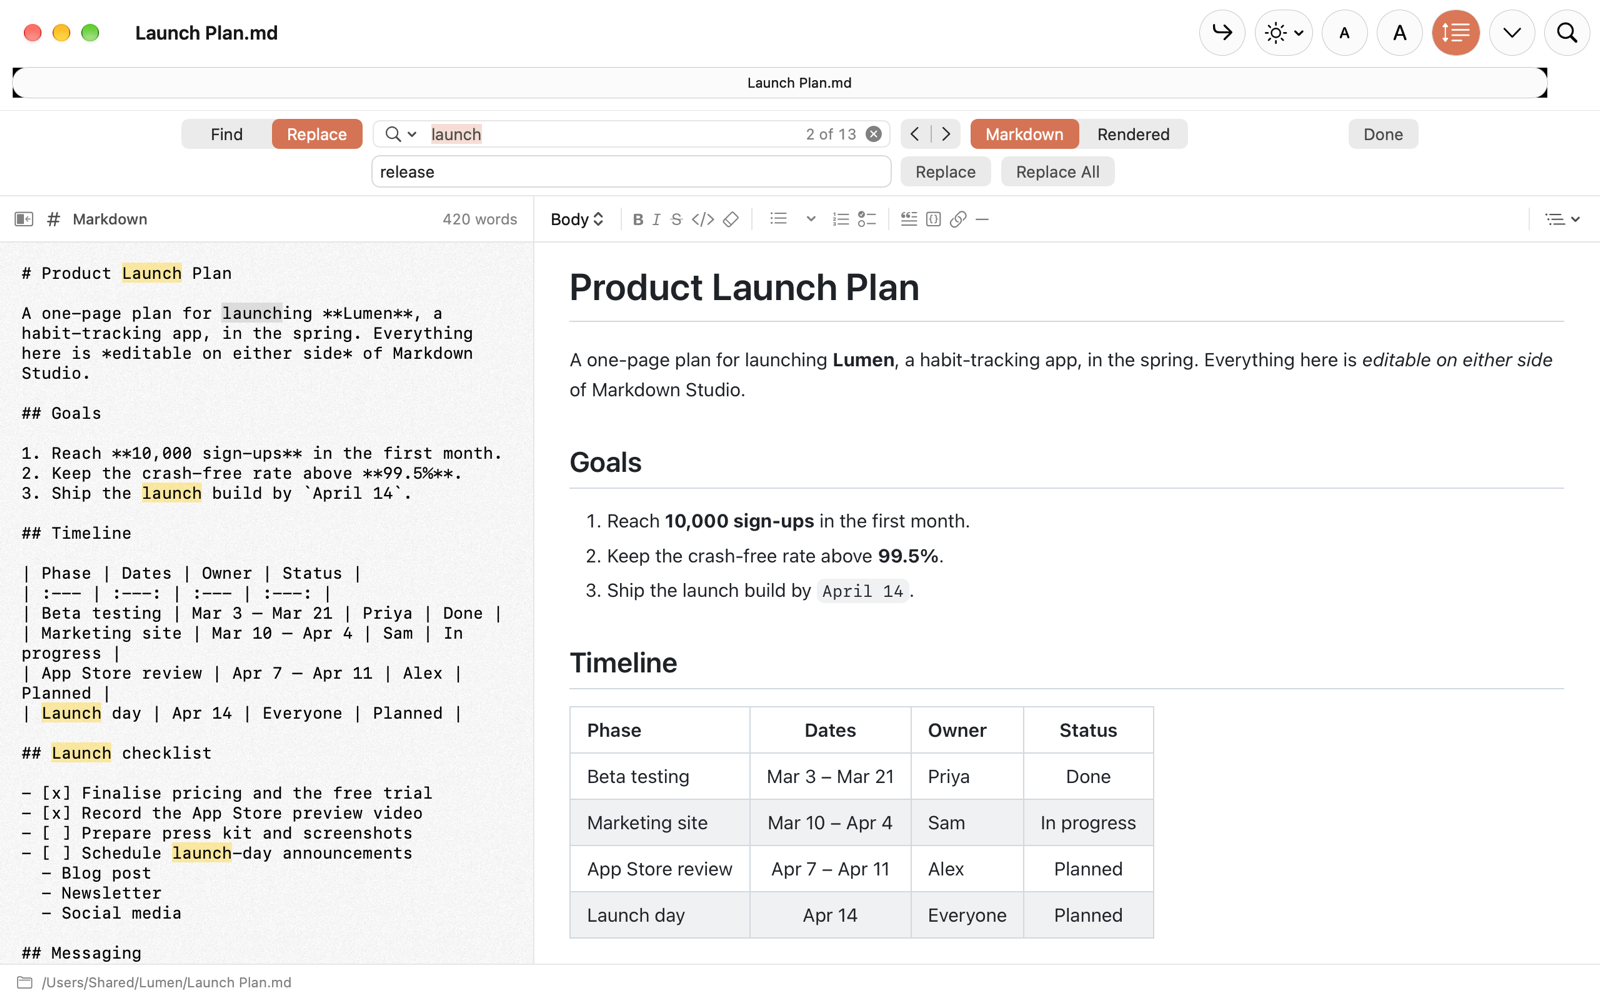 Launch Plan.md
A
A
Launch Plan.md
Find
Replace
launch
2 of 13
Markdown
Rendered
Done
release
Replace
Replace All
# Markdown
420 words
Body
B I S </>
# Product Launch Plan
A one-page plan for launching **Lumen**, a
habit-tracking app, in the spring. Everything
here is *editable on either side* of Markdown
Studio.
## Goals
1. Reach **10,000 sign-ups** in the first month.
2. Keep the crash-free rate above **99.5%**.
3. Ship the launch build by `April 14`.
## Timeline
| Phase | Dates | Owner | Status |
| :--- | :---: | :--- | :---: |
| Beta testing | Mar 3 – Mar 21 | Priya | Done |
| Marketing site | Mar 10 – Apr 4 | Sam | In
progress |
| App Store review | Apr 7 – Apr 11 | Alex |
Planned |
| Launch day | Apr 14 | Everyone | Planned |
## Launch checklist
- [x] Finalise pricing and the free trial
- [x] Record the App Store preview video
- [ ] Prepare press kit and screenshots
- [ ] Schedule launch-day announcements
- Blog post
- Newsletter
- Social media
## Messaging
Product Launch Plan
A one-page plan for launching Lumen, a habit-tracking app, in the spring. Everything here is editable on either side
of Markdown Studio.
Goals
1. Reach 10,000 sign-ups in the first month.
2. Keep the crash-free rate above 99.5%.
3. Ship the launch build by April 14.
Timeline
Phase Dates Owner Status
Beta testing Mar 3 – Mar 21 Priya Done
Marketing site Mar 10 – Apr 4 Sam In progress
App Store review Apr 7 – Apr 11 Alex Planned
Launch day Apr 14 Everyone Planned
/Users/Shared/Lumen/Launch Plan.md